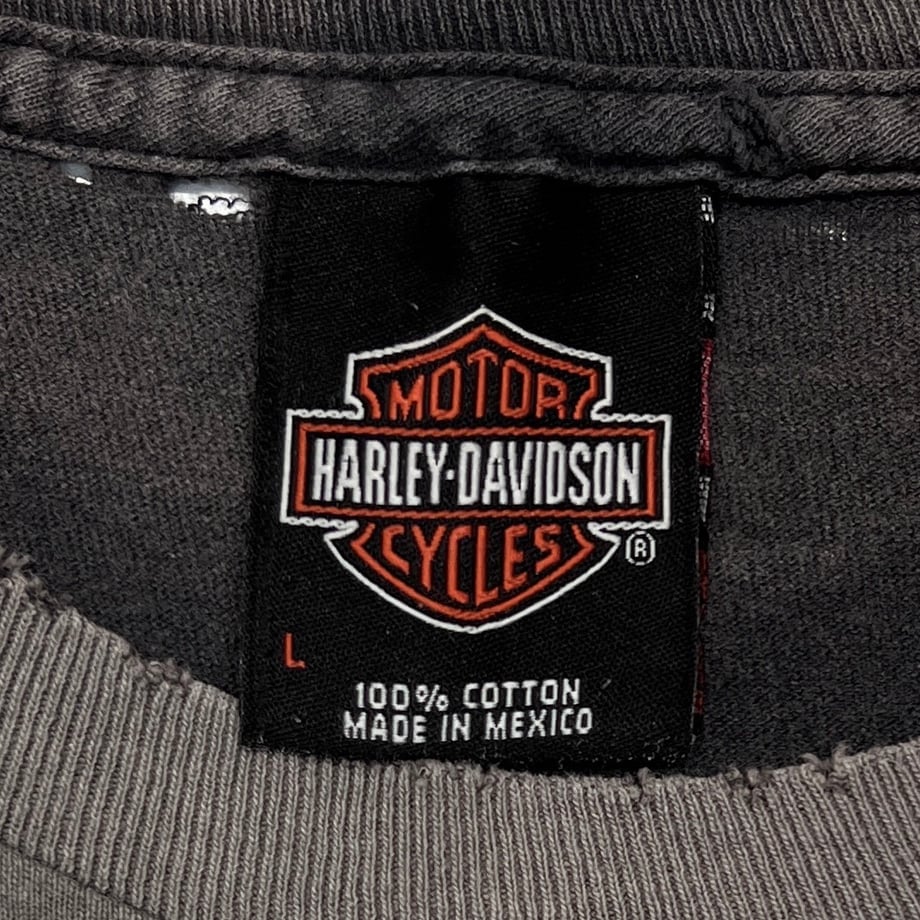 MOTOR
HARLEY-DAVIDSON
CYCLES
®
L
100% COTTON
MADE IN MEXICO